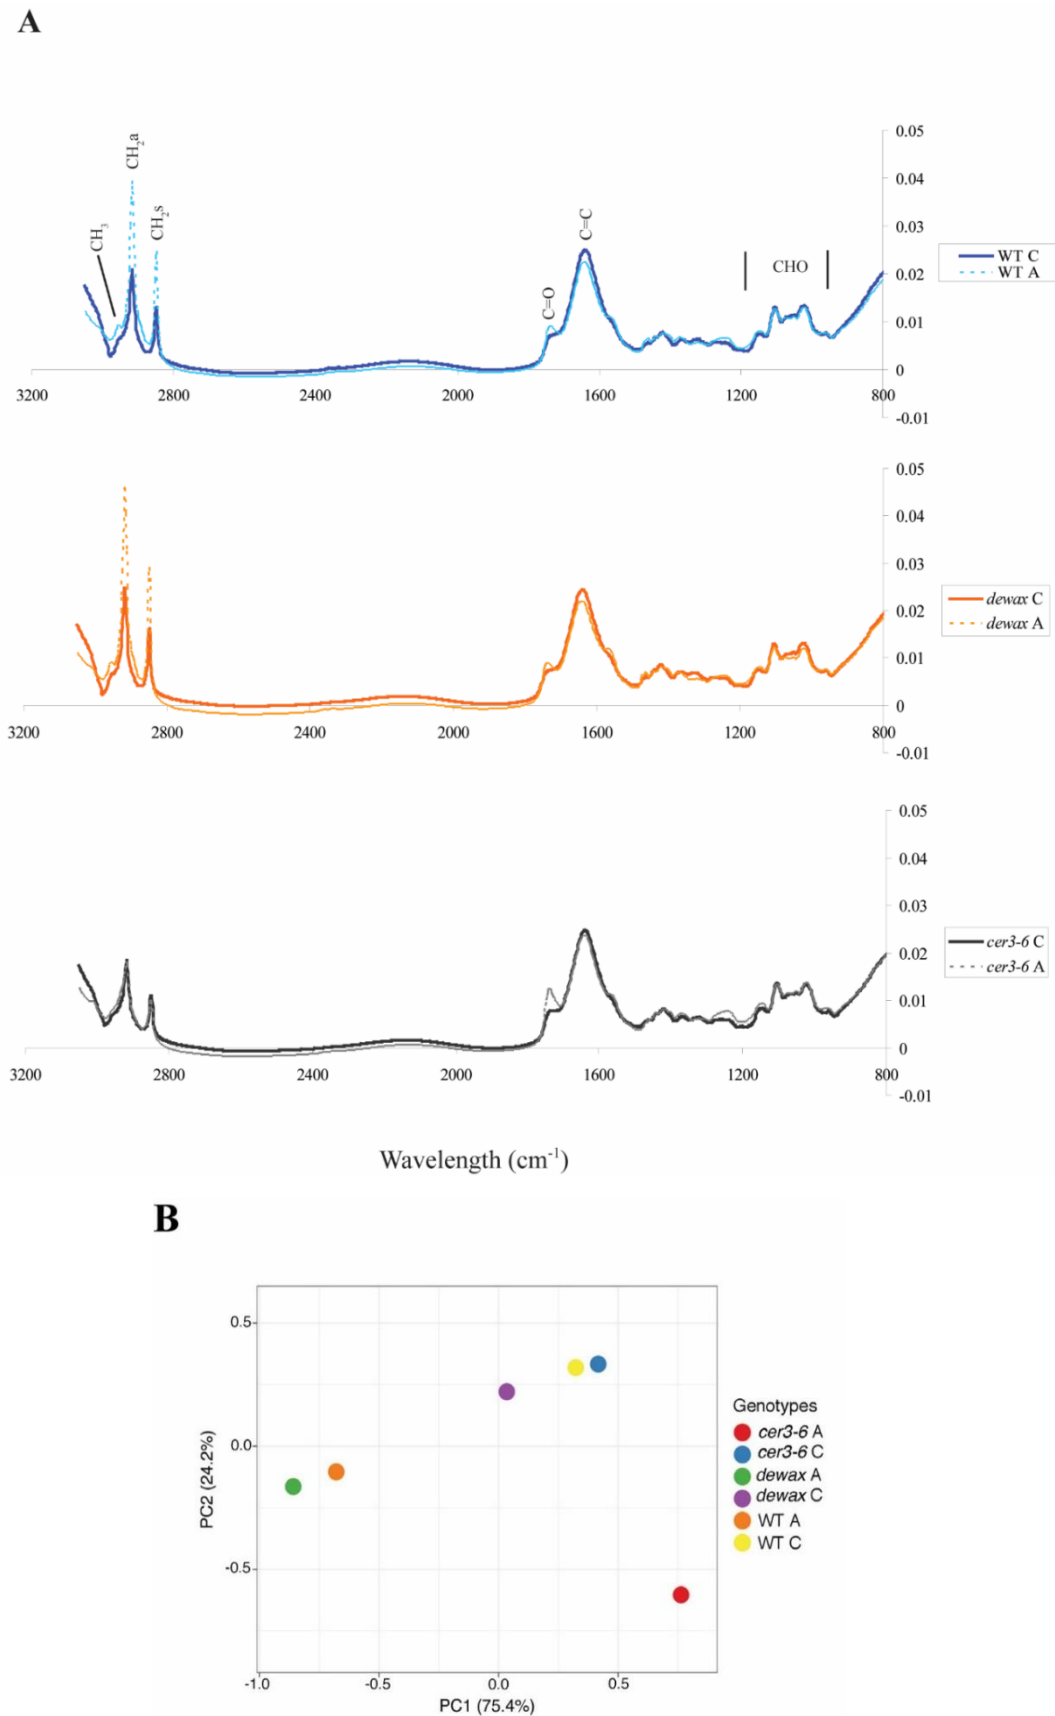 A
CH3
CH2a
CH2s
C=O
C=C
CHO
0.05
0.04
0.03
0.02
0.01
0
-0.01
3200 2800 2400 2000 1600 1200 800
WT C
WT A
0.05
0.04
0.03
0.02
0.01
0
-0.01
3200 2800 2400 2000 1600 1200 800
dewax C
dewax A
0.05
0.04
0.03
0.02
0.01
0
-0.01
3200 2800 2400 2000 1600 1200 800
cer3-6 C
cer3-6 A
Wavelength (cm-1)
B
0.5
0.0
-0.5
PC2 (24.2%)
-1.0 -0.5 0.0 0.5
PC1 (75.4%)
Genotypes
cer3-6 A
cer3-6 C
dewax A
dewax C
WT A
WT C